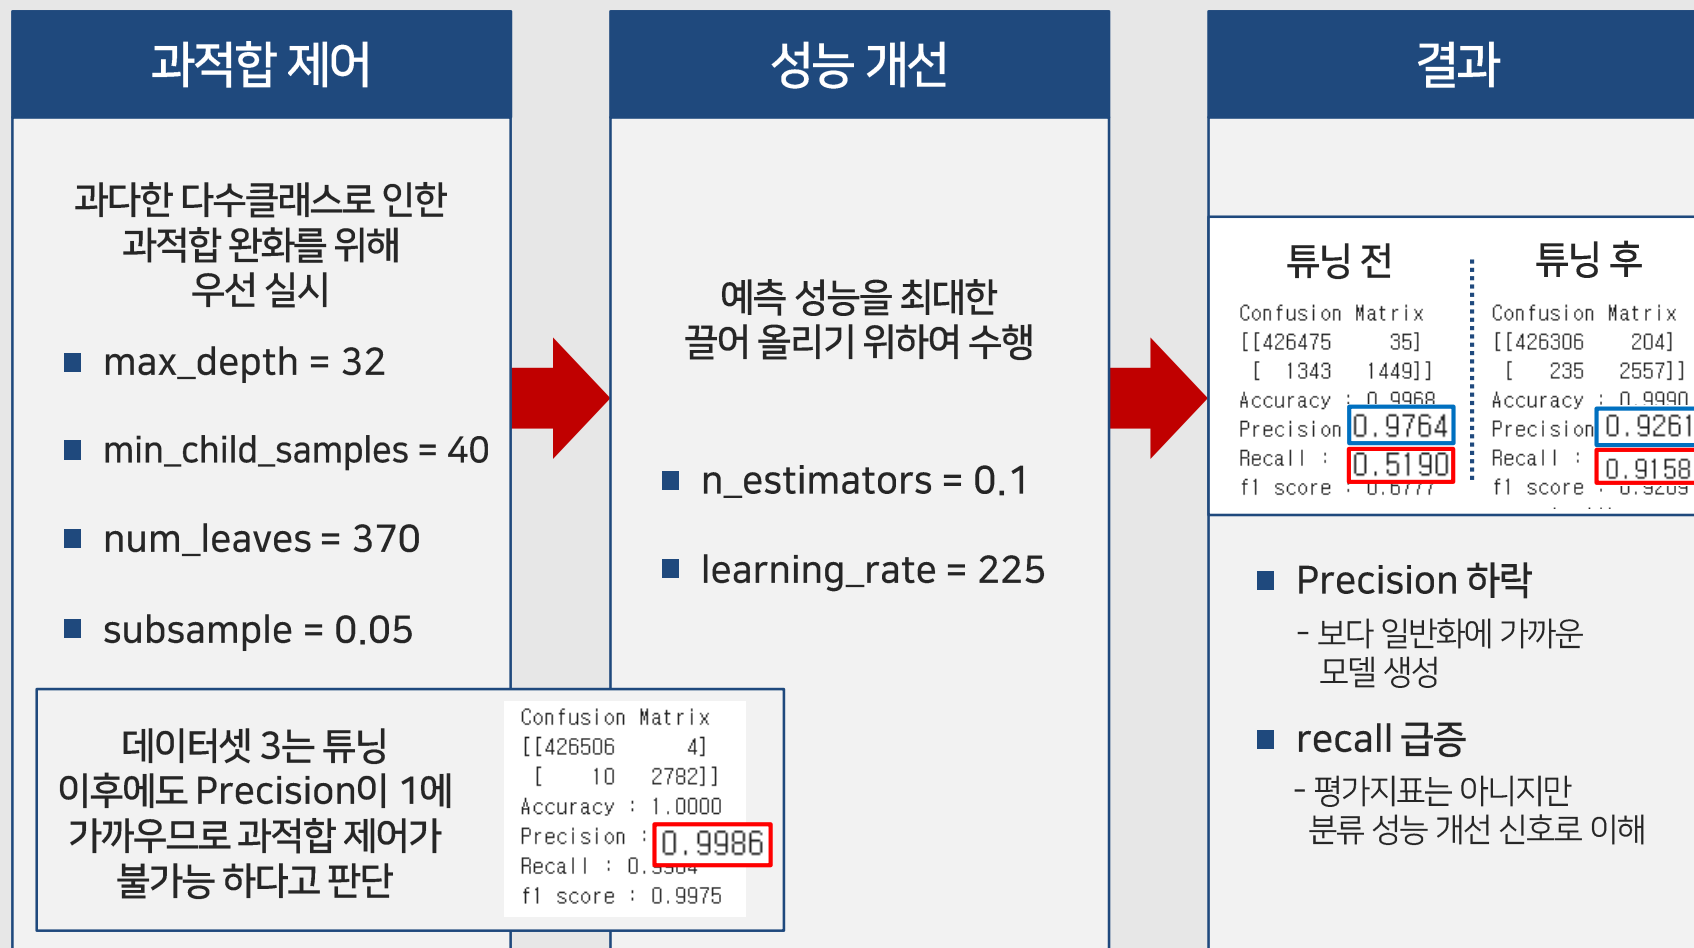 과적합 제어
과다한 다수클래스로 인한
과적합 완화를 위해
우선 실시
max_depth = 32
min_child_samples = 40
num_leaves = 370
subsample = 0.05
데이터셋 3는 튜닝
이후에도 Precision이 1에
가까우므로 과적합 제어가
불가능 하다고 판단
Confusion Matrix
[[426506 4]
[ 10 2782]]
Accuracy : 1.0000
Precision : 0.9986
Recall : 0.9964
f1 score : 0.9975
성능 개선
예측 성능을 최대한
끌어 올리기 위하여 수행
n_estimators = 0.1
learning_rate = 225
결과
튜닝 전
Confusion Matrix
[[426475 35]
[ 1343 1449]]
Accuracy : 0.9968
Precision 0.9764
Recall : 0.5190
f1 score : 0.6777
튜닝 후
Confusion Matrix
[[426306 204]
[ 235 2557]]
Accuracy : 0.9990
Precision 0.9261
Recall : 0.9158
f1 score : 0.9209
Precision 하락
- 보다 일반화에 가까운
모델 생성
recall 급증
- 평가지표는 아니지만
분류 성능 개선 신호로 이해